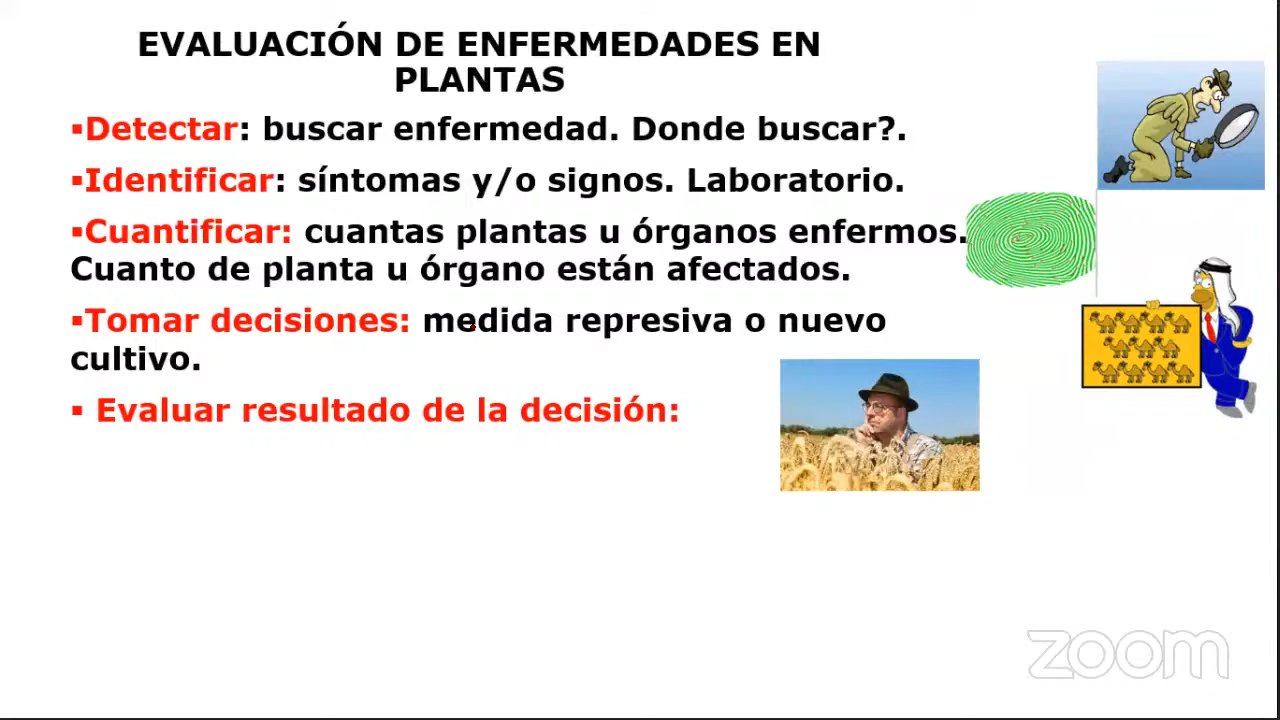 EVALUACIÓN DE ENFERMEDADES EN
PLANTAS
▪Detectar: buscar enfermedad. Donde buscar?.
▪Identificar: síntomas y/o signos. Laboratorio.
▪Cuantificar: cuantas plantas u órganos enfermos.
Cuanto de planta u órgano están afectados.
▪Tomar decisiones: medida represiva o nuevo
cultivo.
▪ Evaluar resultado de la decisión:
zoom